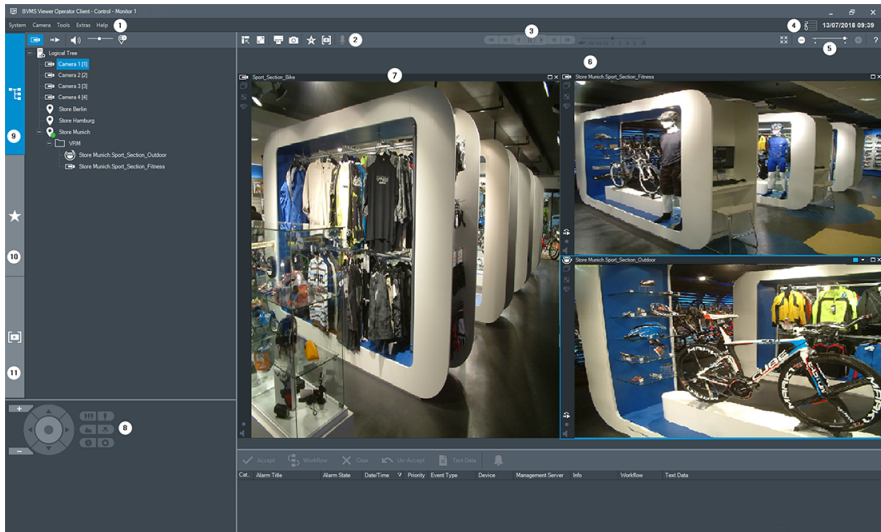 BVMS Viewer Operator Client - Control - Monitor 1
System Camera Tools Extras Help 1
4 13/07/2018 09:39
2
3
5
?
Logical Tree
Camera 1 [1]
Camera 2 [2]
Camera 3 [3]
Camera 4 [4]
Store Berlin
Store Hamburg
Store Munich
VRM
Store Munich.Sport_Section_Outdoor
Store Munich.Sport_Section_Fitness
9
10
11
8
7
Sport_Section_Bike
6
Store Munich.Sport_Section_Fitness
Store Munich.Sport_Section_Outdoor
CUBE
Accept Workflow Clear Un-Accept Text Data
Cat.. Alarm Title Alarm State Date/Time Priority Event Type Device Management Server Info Workflow Text Data